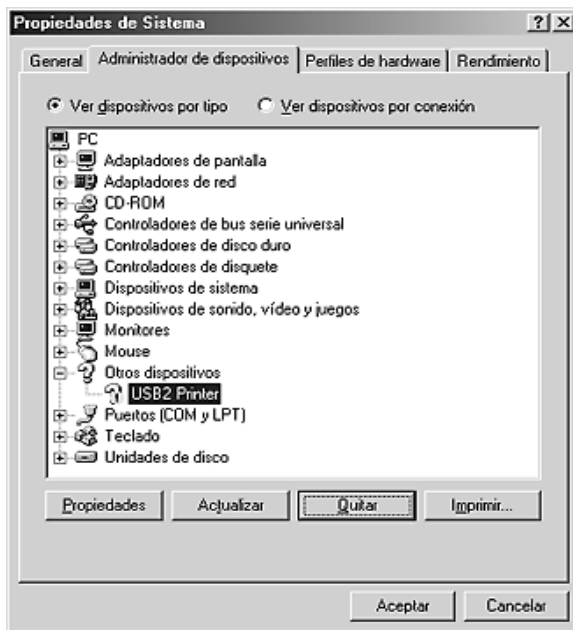 Propiedades de Sistema
General Administrador de dispositivos Perfiles de hardware Rendimiento
Ver dispositivos por tipo Ver dispositivos por conexión
PC
Adaptadores de pantalla
Adaptadores de red
CD-ROM
Controladores de bus serie universal
Controladores de disco duro
Controladores de disquete
Dispositivos de sistema
Dispositivos de sonido, vídeo y juegos
Monitores
Mouse
Otros dispositivos
USB2 Printer
Puertos (COM y LPT)
Teclado
Unidades de disco
Propiedades Actualizar Quitar Imprimir...
Aceptar Cancelar